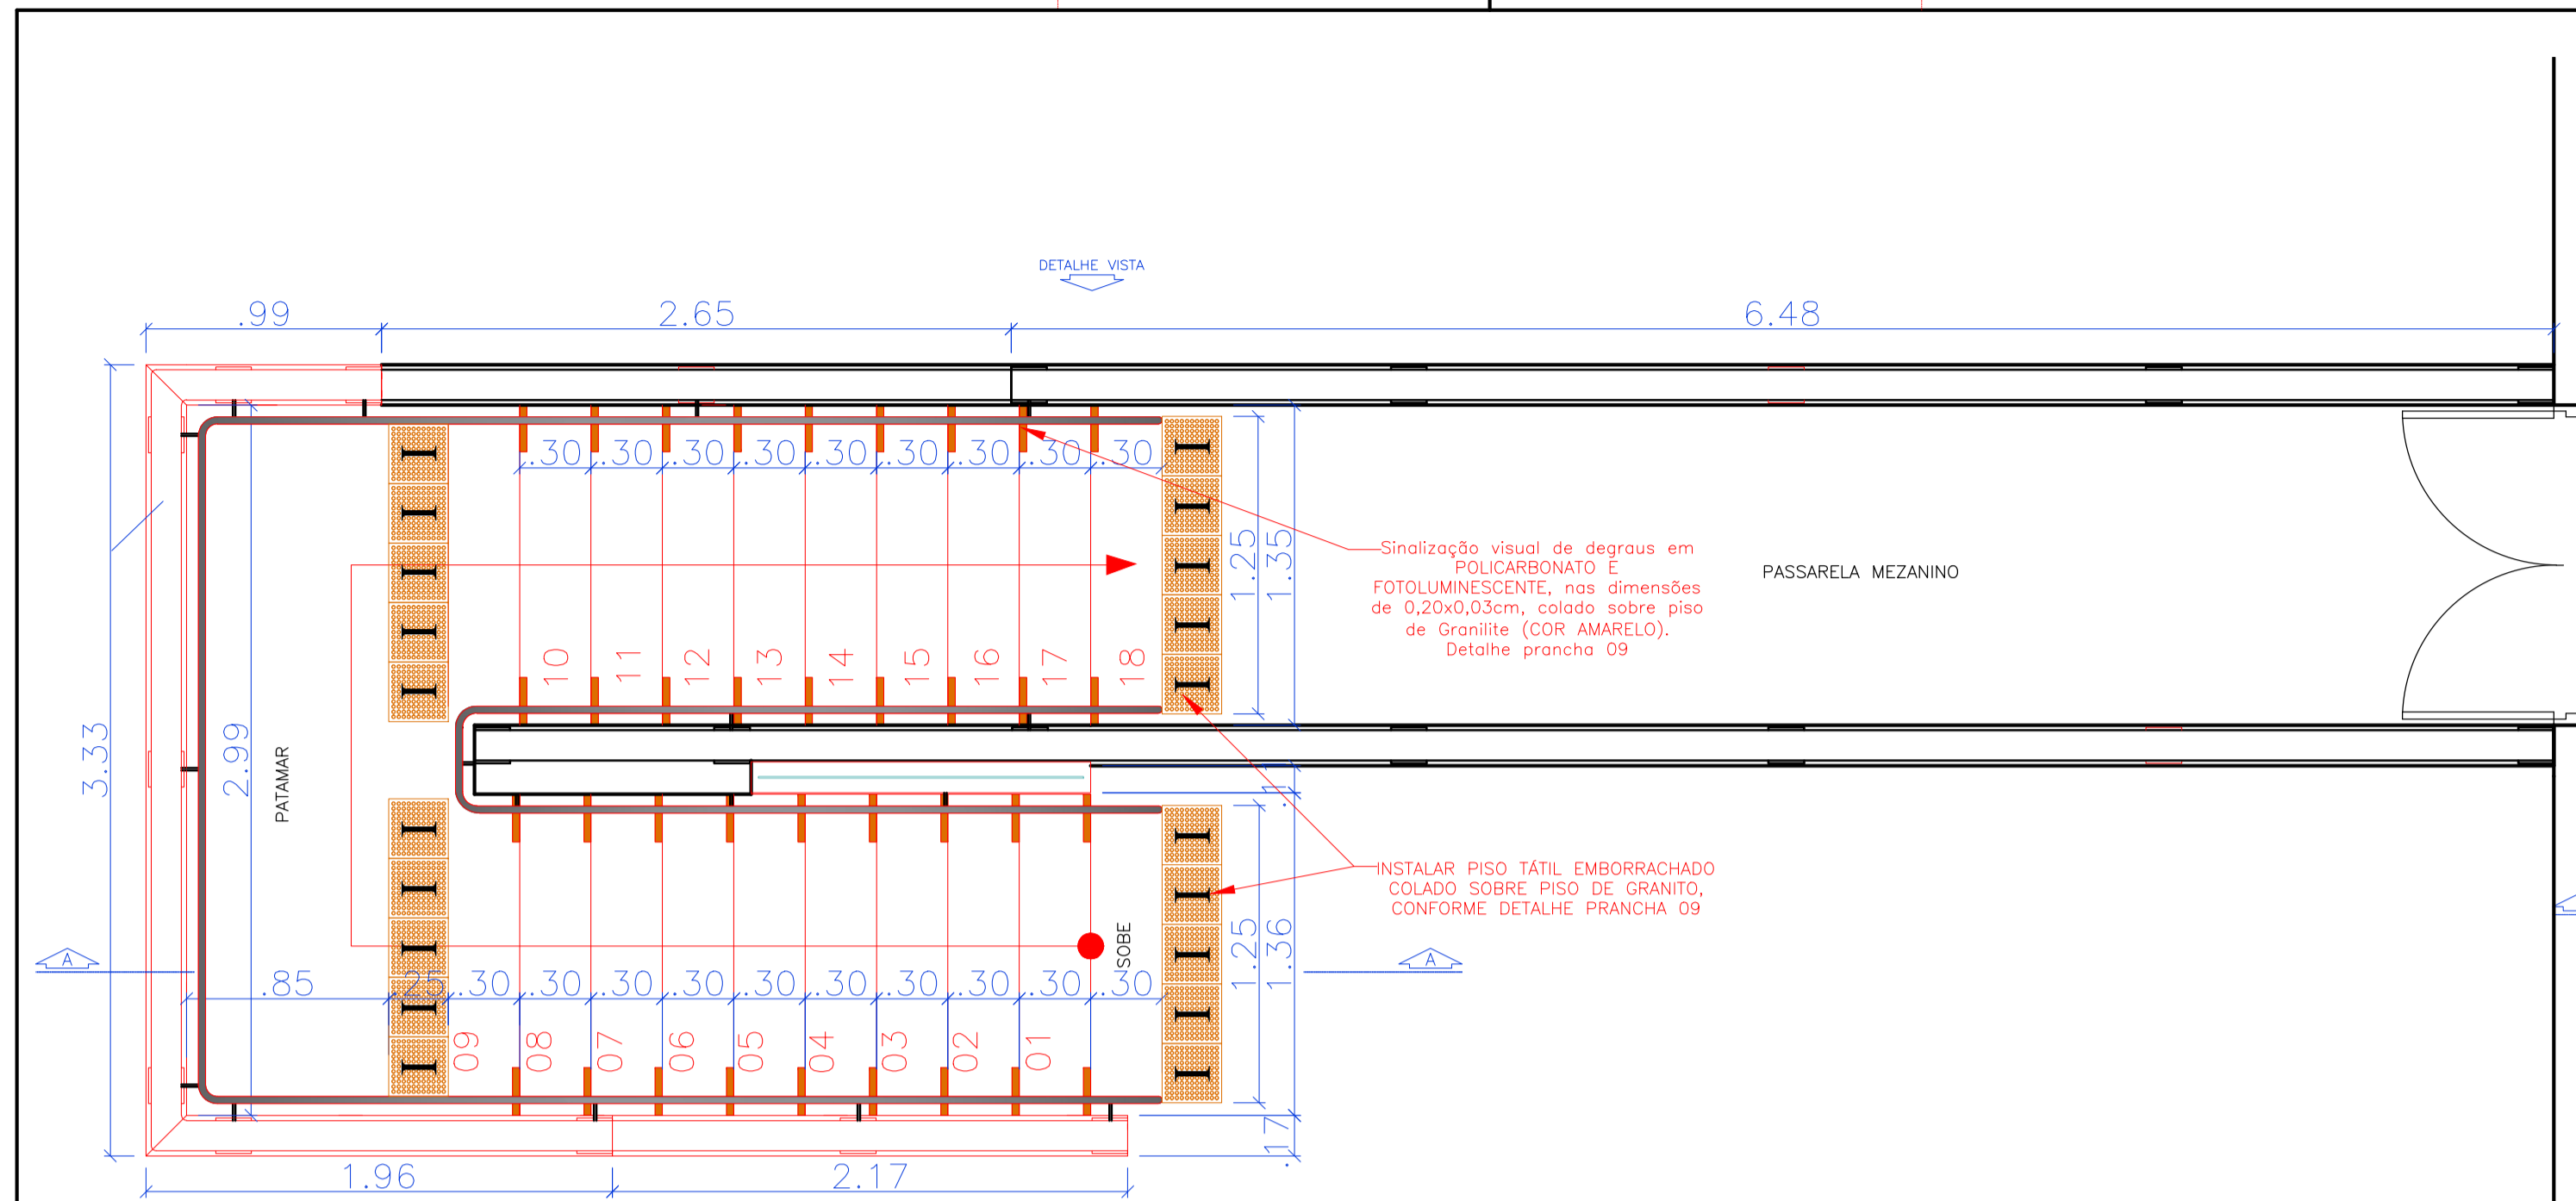 DETALHE VISTA
.99
2.65
6.48
.30 .30 .30 .30 .30 .30 .30 .30 .30
1.25
1.35
Sinalização visual de degraus em
POLICARBONATO E
FOTOLUMINESCENTE, nas dimensões
de 0,20x0,03cm, colado sobre piso
de Granilite (COR AMARELO).
Detalhe prancha 09
PASSARELA MEZANINO
10 11 12 13 14 15 16 17 18
3.33
2.99
PATAMAR
INSTALAR PISO TÁTIL EMBORRACHADO
COLADO SOBRE PISO DE GRANITO,
CONFORME DETALHE PRANCHA 09
SOBE
1.25
1.36
A
A
.85 .25 .30 .30 .30 .30 .30 .30 .30 .30 .30 .30
09 08 07 06 05 04 03 02 01
.17
1.96
2.17